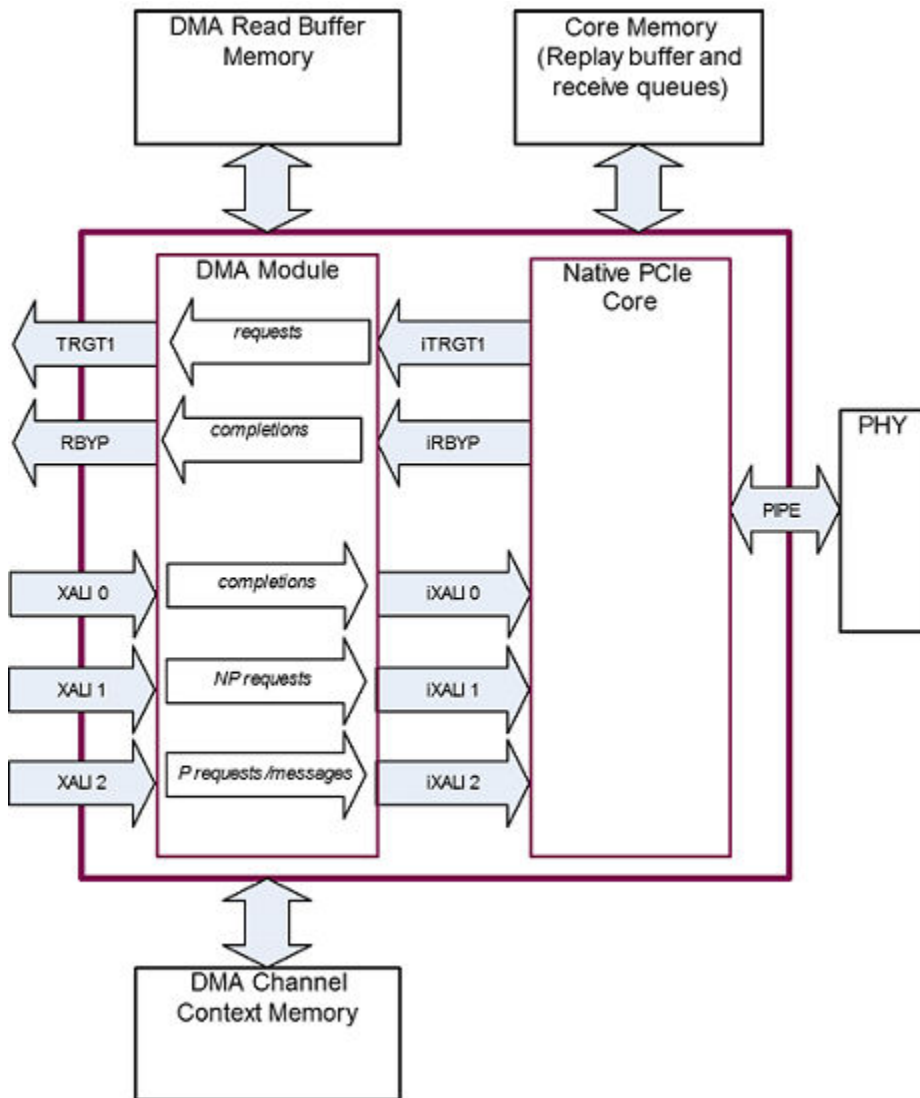 DMA Read Buffer
Memory
Core Memory
(Replay buffer and
receive queues)
DMA Module
Native PCIe
Core
TRGT1
requests
iTRGT1
RBYP
completions
iRBYP
PHY
PIPE
XALI 0
completions
iXALI 0
XALI 1
NP requests
iXALI 1
XALI 2
P requests/messages
iXALI 2
DMA Channel
Context Memory